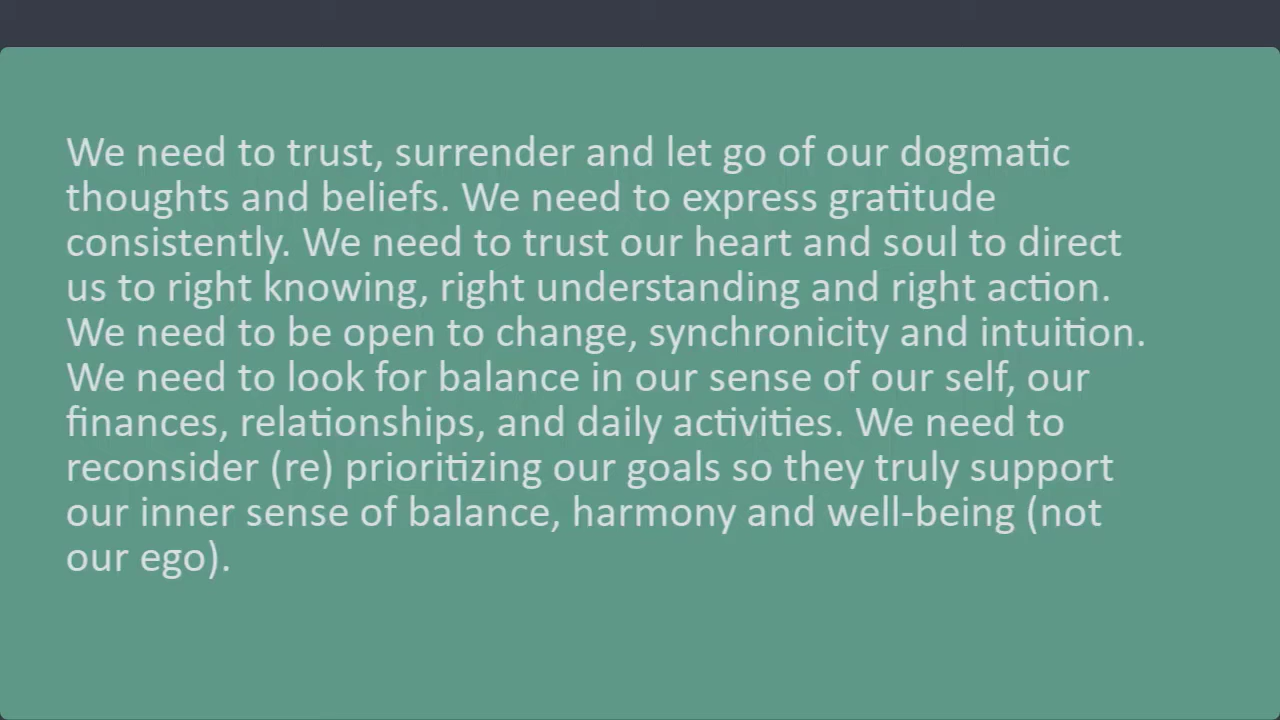 We need to trust, surrender and let go of our dogmatic
thoughts and beliefs. We need to express gratitude
consistently. We need to trust our heart and soul to direct
us to right knowing, right understanding and right action.
We need to be open to change, synchronicity and intuition.
We need to look for balance in our sense of our self, our
finances, relationships, and daily activities. We need to
reconsider (re) prioritizing our goals so they truly support
our inner sense of balance, harmony and well-being (not
our ego).